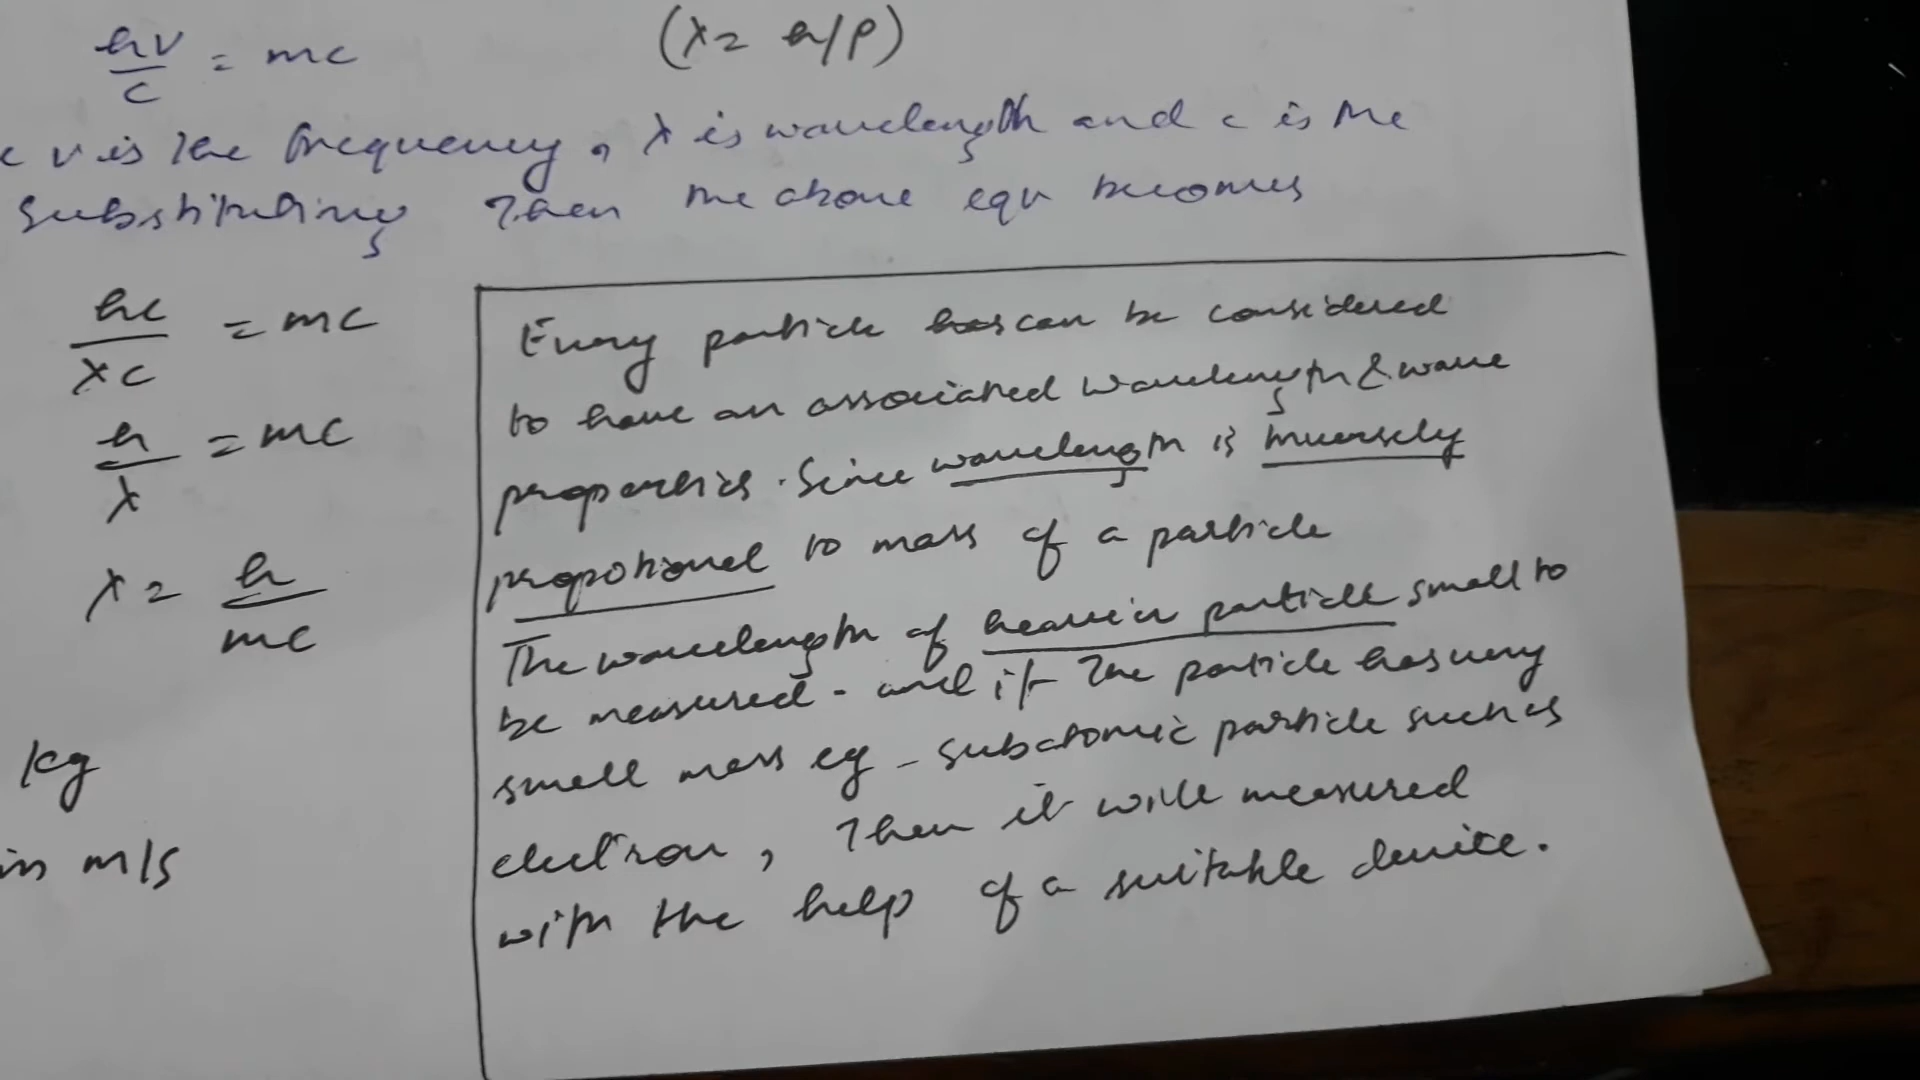 hν/c = mc (λ = h/p)
ν is the frequency, λ is wavelength and c is the
Substituting Then the above eqn becomes
hc/λc = mc
h/λ = mc
λ = h/mc
kg
in m/s
Every particle has can be considered
to have an associated wavelength & wave
properties. Since wavelength is inversely
propotional to mass of a particle
The wavelength of heavier particle small to
be measured - and if the particle has very
small mass eg - subatomic particle such as
electron, Then it will measured
with the help of a suitable device.